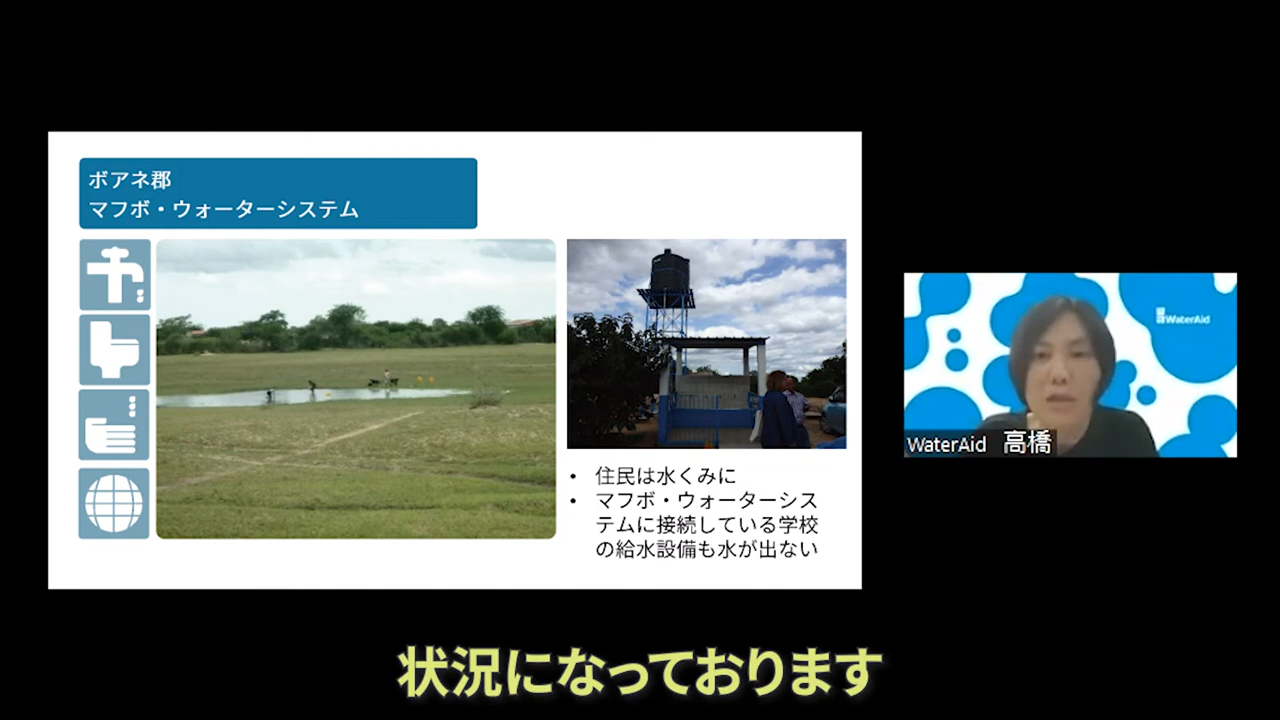 ボアネ郡
マフボ・ウォーターシステム
• 住民は水くみに
• マフボ・ウォーターシス
テムに接続している学校
の給水設備も水が出ない
WaterAid
WaterAid 高橋
状況になっております